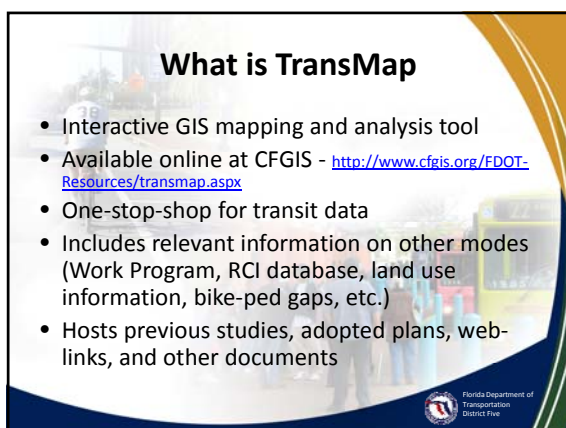 What is TransMap
• Interactive GIS mapping and analysis tool
• Available online at CFGIS - http://www.cfgis.org/FDOT-
Resources/transmap.aspx
• One-stop-shop for transit data
• Includes relevant information on other modes
(Work Program, RCI database, land use
information, bike-ped gaps, etc.)
• Hosts previous studies, adopted plans, web-
links, and other documents
Florida Department of
Transportation
District Five
38
22